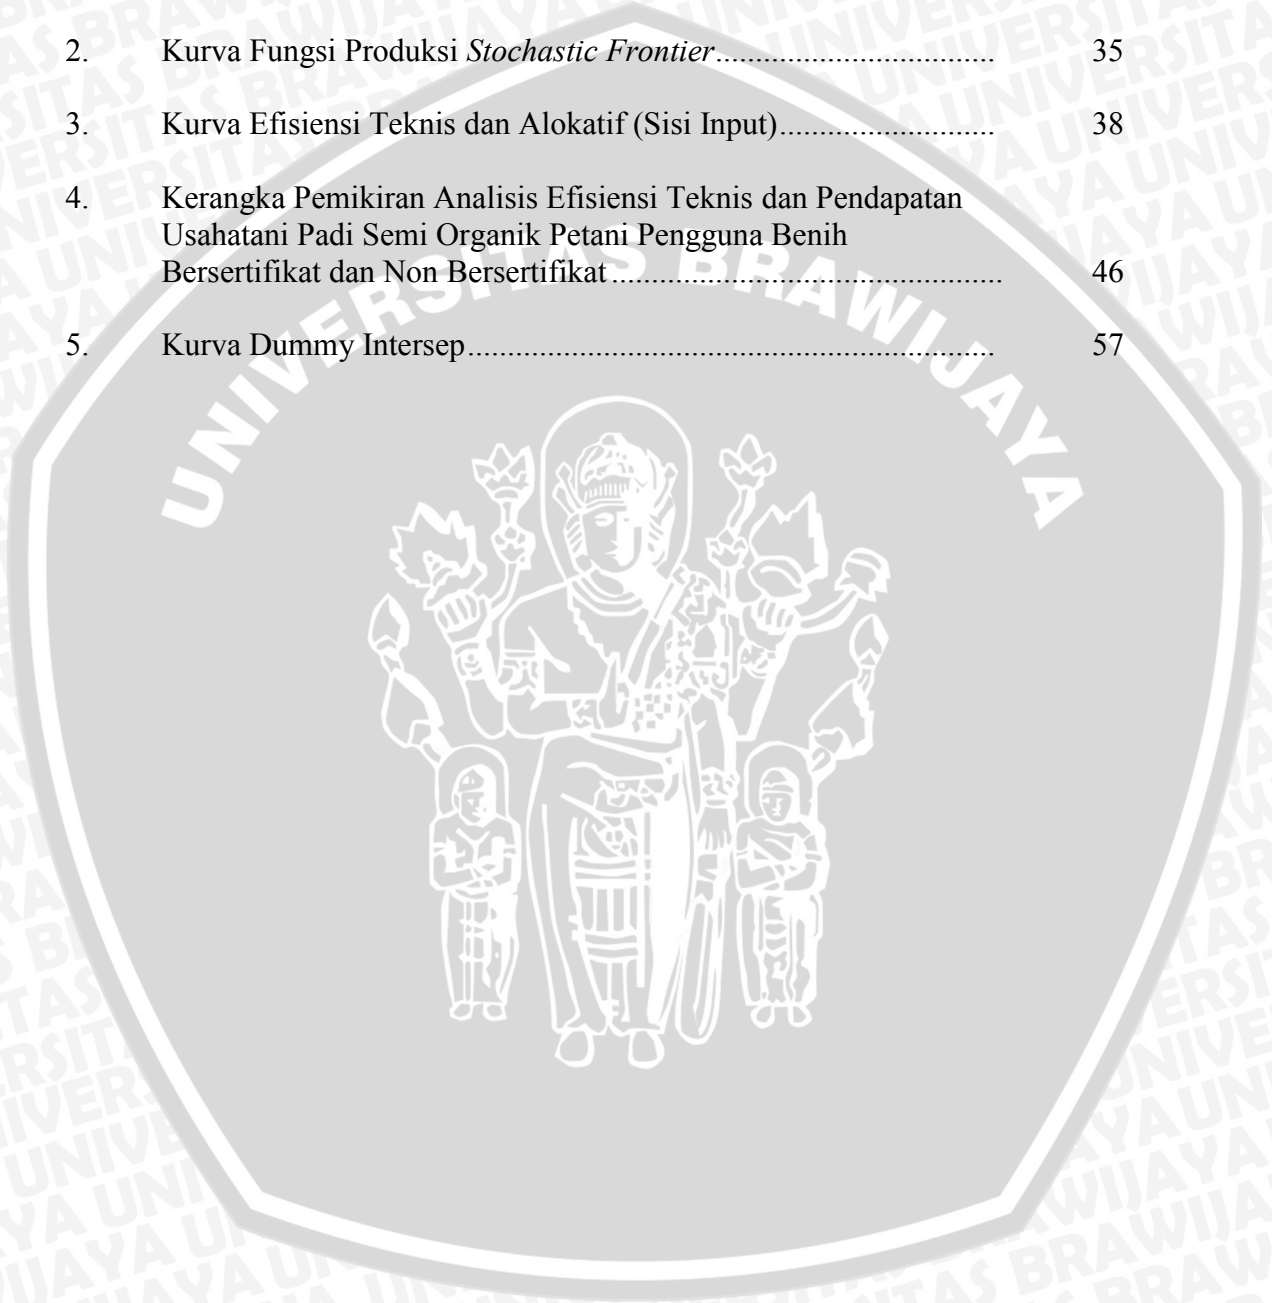 2. Kurva Fungsi Produksi Stochastic Frontier................................... 35
3. Kurva Efisiensi Teknis dan Alokatif (Sisi Input)........................... 38
4. Kerangka Pemikiran Analisis Efisiensi Teknis dan Pendapatan
Usahatani Padi Semi Organik Petani Pengguna Benih
Bersertifikat dan Non Bersertifikat................................................. 46
5. Kurva Dummy Intersep.................................................................. 57
UNIVERSITAS BRAWIJAYA